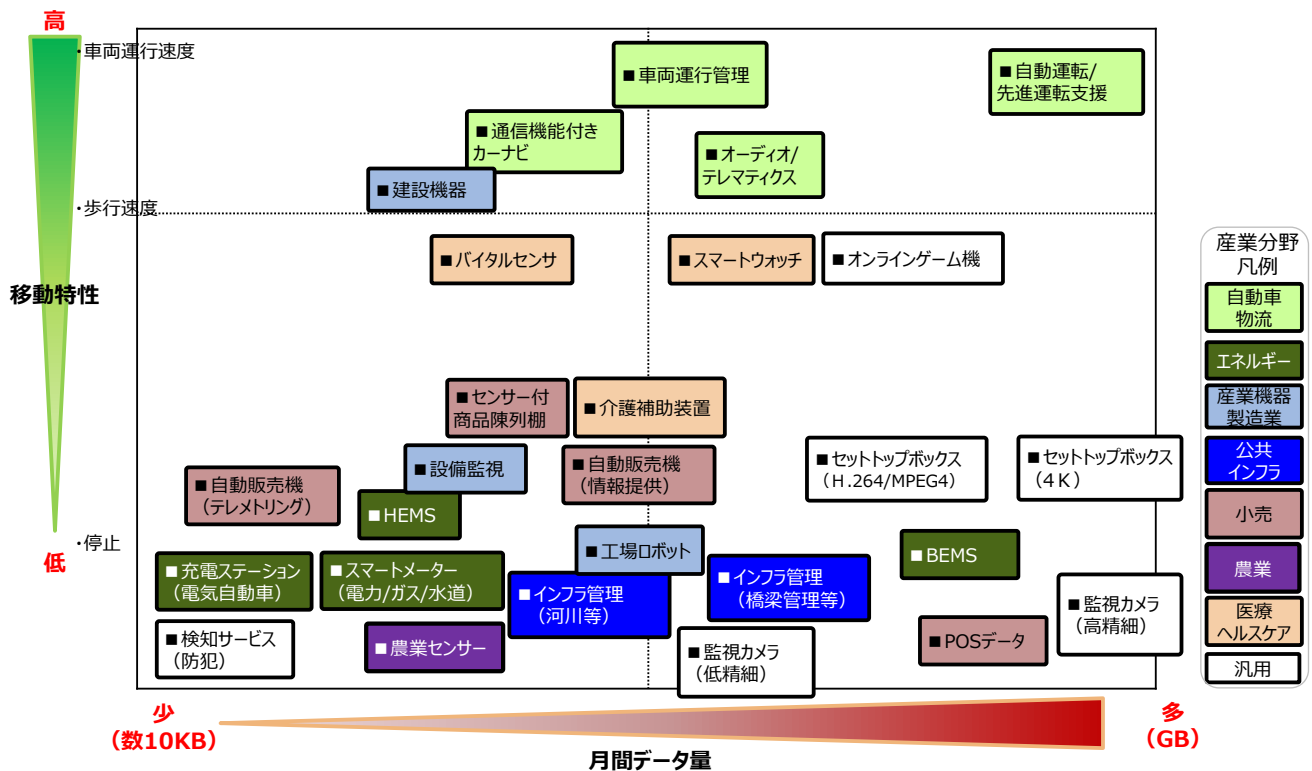 高
・車両運行速度
■車両運行管理
■自動運転/
先進運転支援
■通信機能付き
カーナビ
■オーディオ/
テレマティクス
■建設機器
・歩行速度
■バイタルセンサ
■スマートウォッチ
■オンラインゲーム機
移動特性
■センサー付
商品陳列棚
■介護補助装置
■設備監視
■自動販売機
(情報提供)
■セットトップボックス
(H.264/MPEG4)
■セットトップボックス
(4K)
■自動販売機
(テレメトリング)
■HEMS
・停止
低
■工場ロボット
■BEMS
■充電ステーション
(電気自動車)
■スマートメーター
(電力/ガス/水道)
■インフラ管理
(河川等)
■インフラ管理
(橋梁管理等)
■監視カメラ
(高精細)
■検知サービス
(防犯)
■農業センサー
■監視カメラ
(低精細)
■POSデータ
少
(数10KB)
多
(GB)
月間データ量
産業分野
凡例
自動車
物流
エネルギー
産業機器
製造業
公共
インフラ
小売
農業
医療
ヘルスケア
汎用